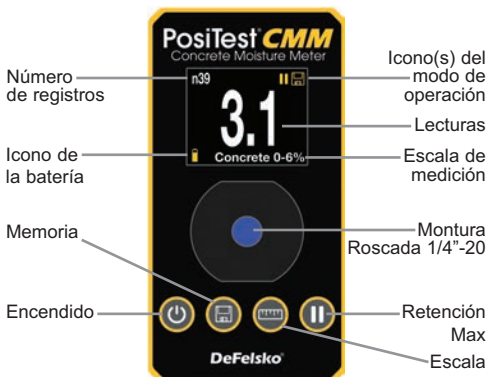 PosiTest CMM
Concrete Moisture Meter
Número
de registros
n39
Icono(s) del
modo de
operación
3.1
Lecturas
Icono de
la batería
Concrete 0-6%
Escala de
medición
Memoria
Montura
Roscada 1/4”-20
Encendido
Retención
Max
DeFelsko
Escala